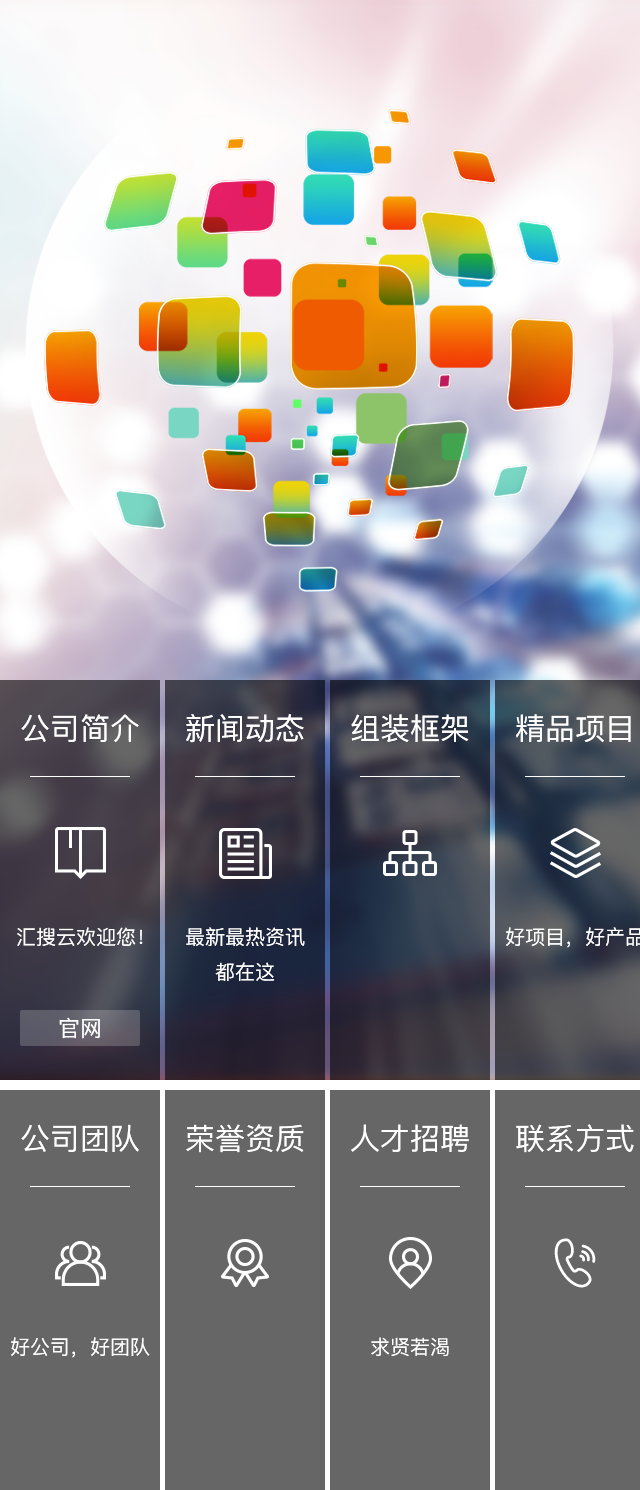 公司简介
新闻动态
组装框架
精品项目
汇搜云欢迎您!
最新最热资讯
都在这
好项目，好产品
官网
公司团队
荣誉资质
人才招聘
联系方式
好公司，好团队
求贤若渴